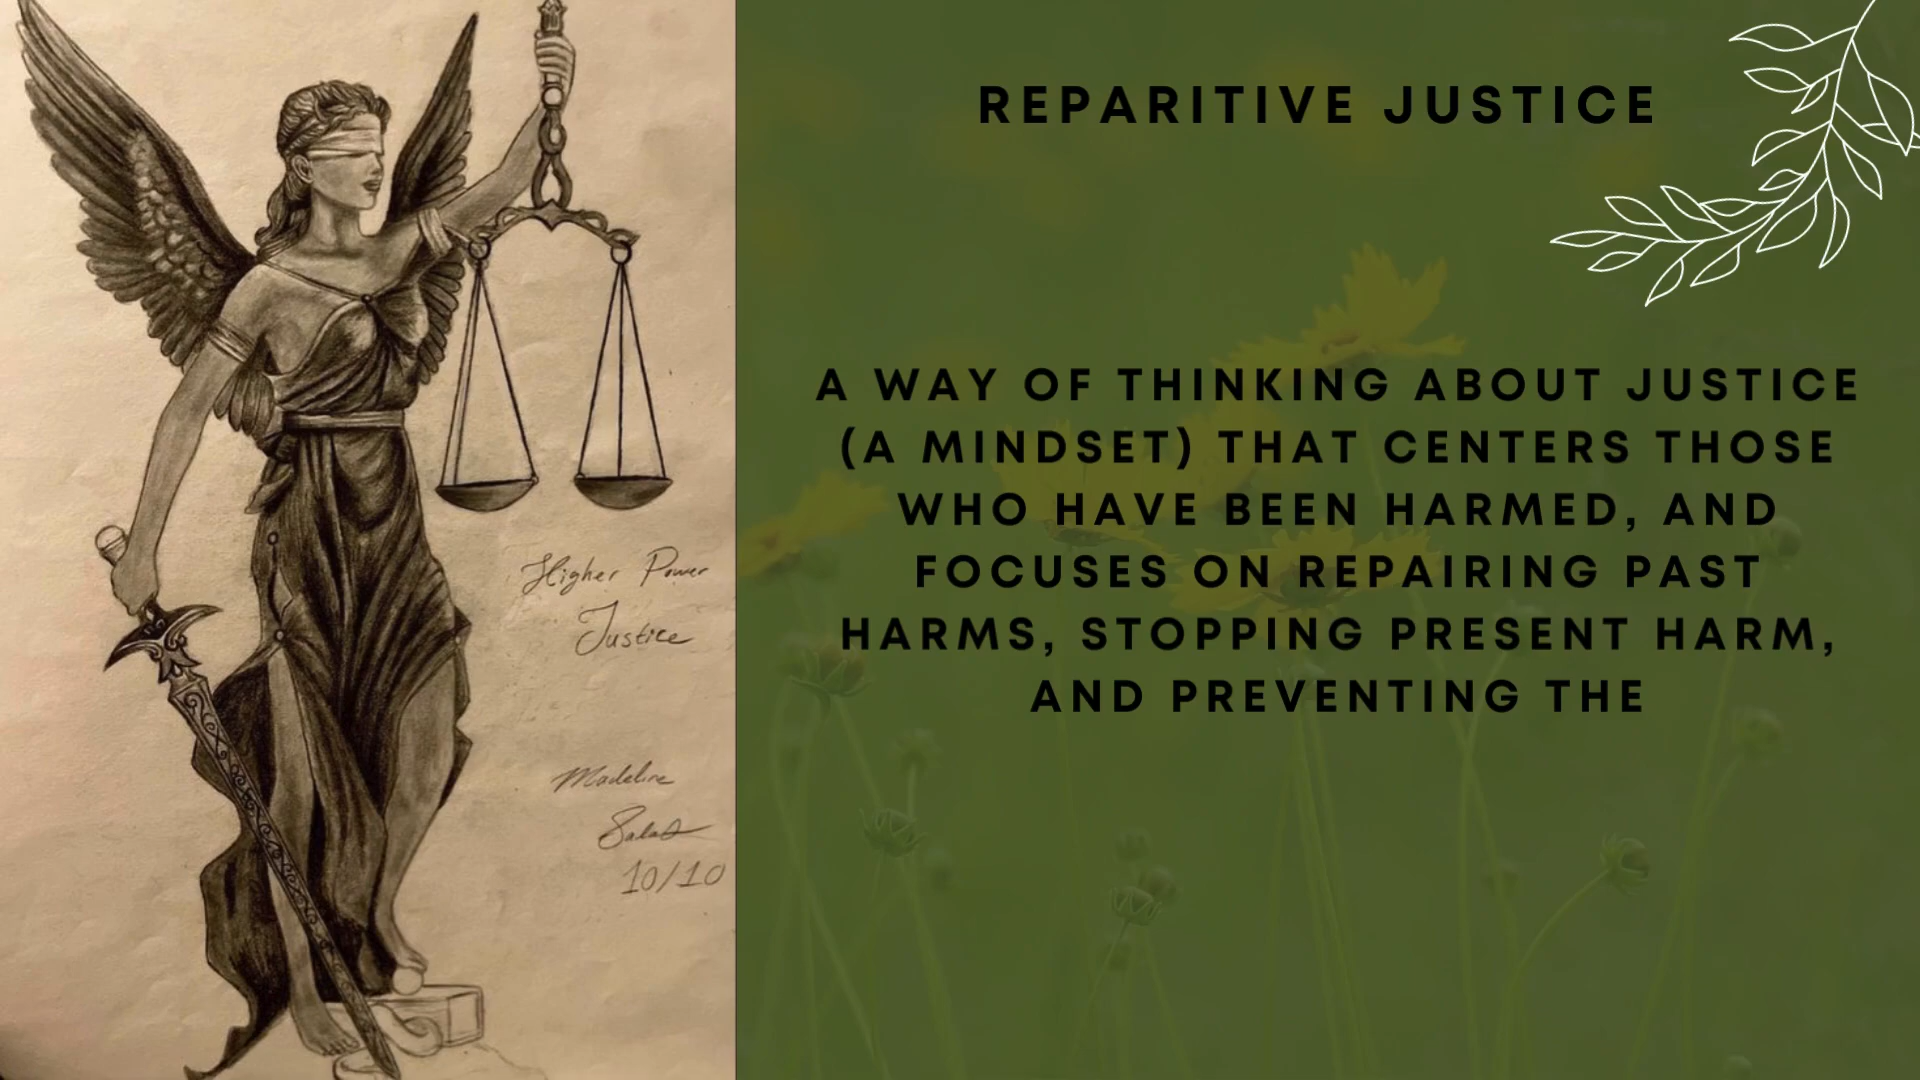 REPARITIVE JUSTICE
A WAY OF THINKING ABOUT JUSTICE
(A MINDSET) THAT CENTERS THOSE
WHO HAVE BEEN HARMED, AND
FOCUSES ON REPAIRING PAST
HARMS, STOPPING PRESENT HARM,
AND PREVENTING THE
Higher Power
Justice
Madeline
10/10